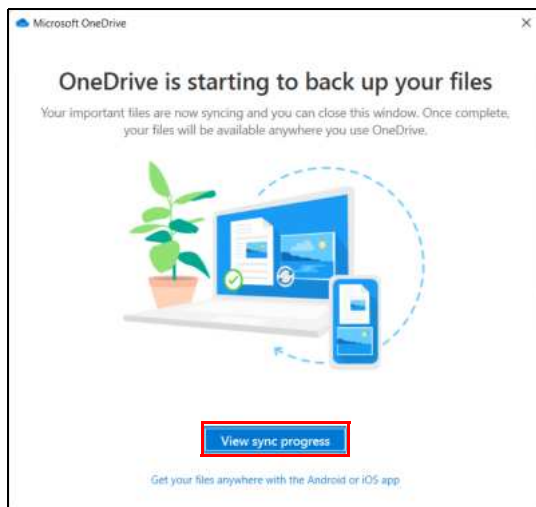 Microsoft OneDrive
OneDrive is starting to back up your files
Your important files are now syncing and you can close this window. Once complete,
your files will be available anywhere you use OneDrive.
View sync progress
Get your files anywhere with the Android or iOS app